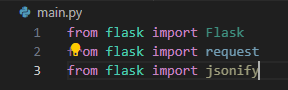 main.py
1 from flask import Flask
2 from flask import request
3 from flask import jsonify